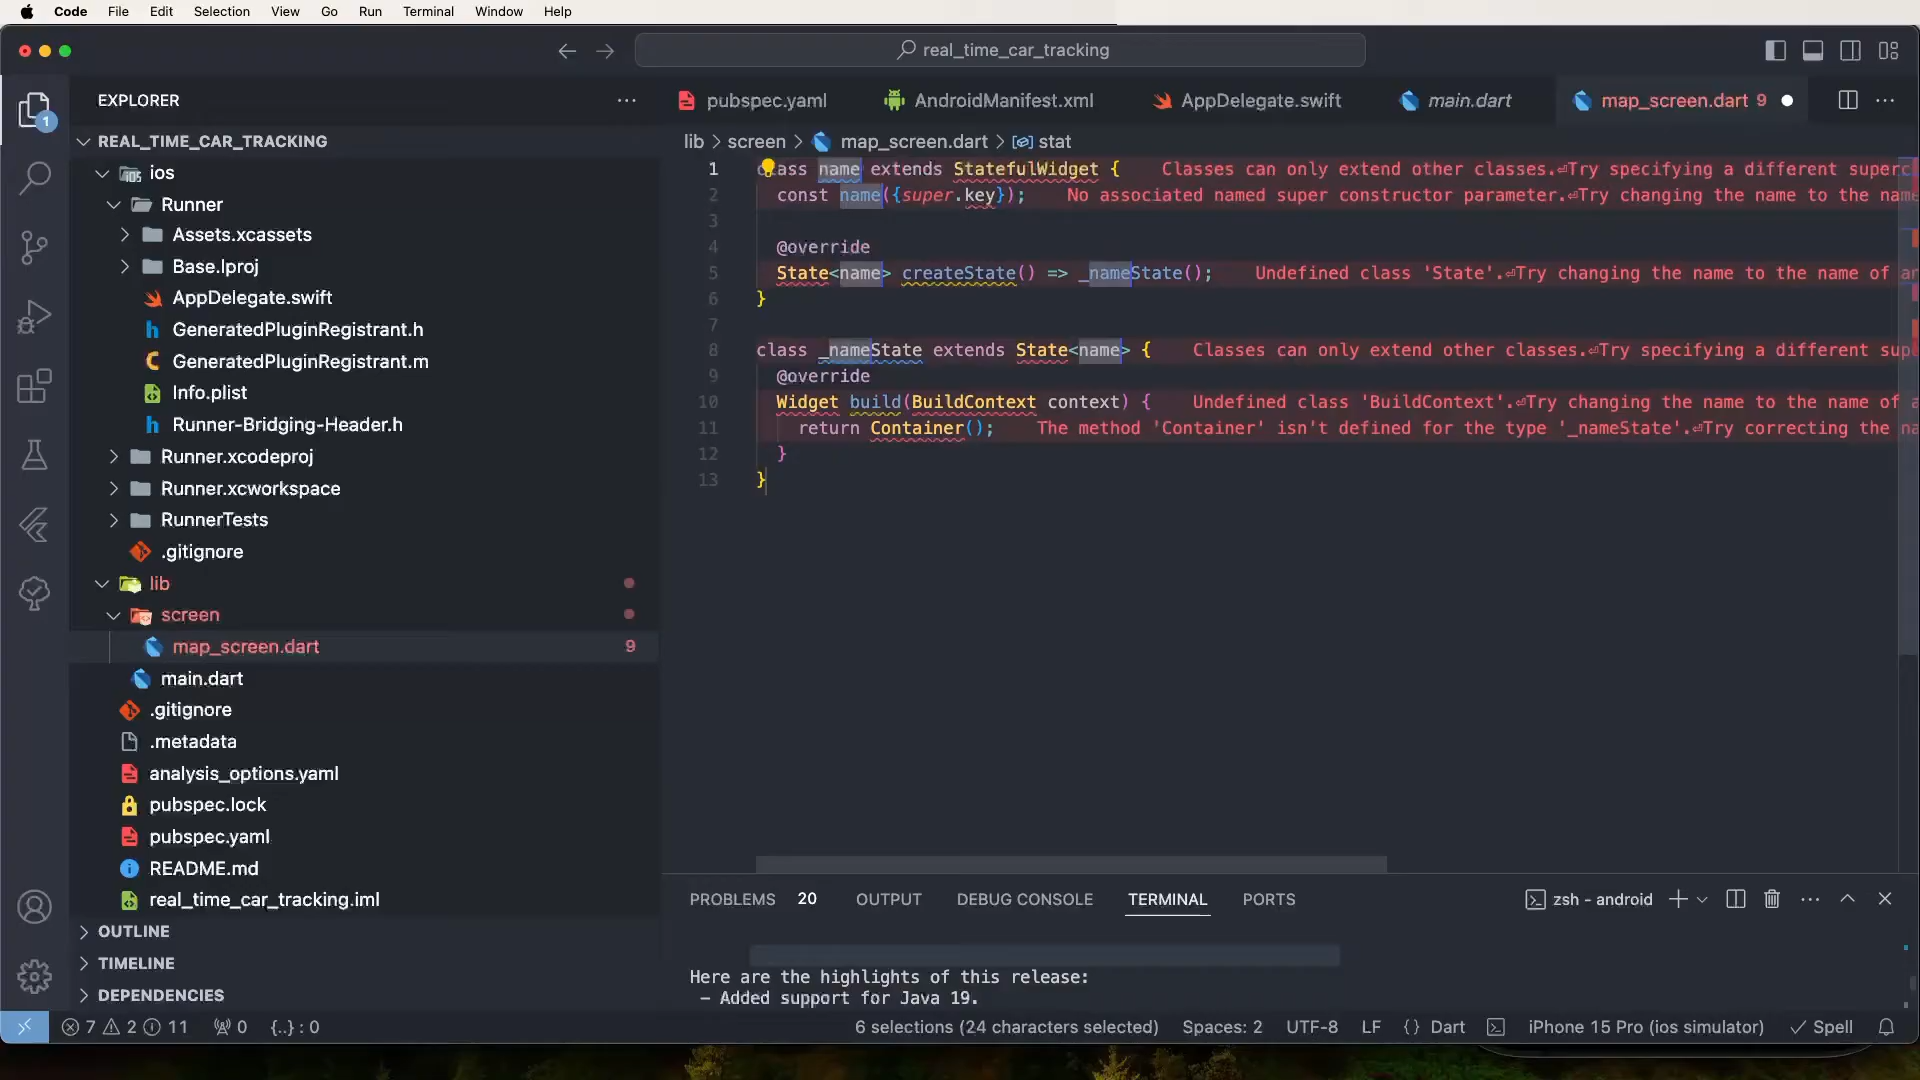 Code File Edit Selection View Go Run Terminal Window Help
real_time_car_tracking
EXPLORER
REAL_TIME_CAR_TRACKING
ios
Runner
Assets.xcassets
Base.lproj
AppDelegate.swift
GeneratedPluginRegistrant.h
GeneratedPluginRegistrant.m
Info.plist
Runner-Bridging-Header.h
Runner.xcodeproj
Runner.xcworkspace
RunnerTests
.gitignore
lib
screen
map_screen.dart 9
main.dart
.gitignore
.metadata
analysis_options.yaml
pubspec.lock
pubspec.yaml
README.md
real_time_car_tracking.iml
OUTLINE
TIMELINE
DEPENDENCIES
1
pubspec.yaml AndroidManifest.xml AppDelegate.swift main.dart map_screen.dart 9
lib > screen > map_screen.dart > stat
1 class name extends StatefulWidget { Classes can only extend other classes.⏎Try specifying a different superc
2 const name({super.key}); No associated named super constructor parameter.⏎Try changing the name to the name
3
4 @override
5 State<name> createState() => _nameState(); Undefined class 'State'.⏎Try changing the name to the name of
6 }
7
8 class _nameState extends State<name> { Classes can only extend other classes.⏎Try specifying a different sup
9 @override
10 Widget build(BuildContext context) { Undefined class 'BuildContext'.⏎Try changing the name to the name of
11 return Container(); The method 'Container' isn't defined for the type '_nameState'.⏎Try correcting the na
12 }
13 }
PROBLEMS 20 OUTPUT DEBUG CONSOLE TERMINAL PORTS zsh - android
Here are the highlights of this release:
- Added support for Java 19.
7 2 11 0 {..} : 0 6 selections (24 characters selected) Spaces: 2 UTF-8 LF {} Dart iPhone 15 Pro (ios simulator) Spell